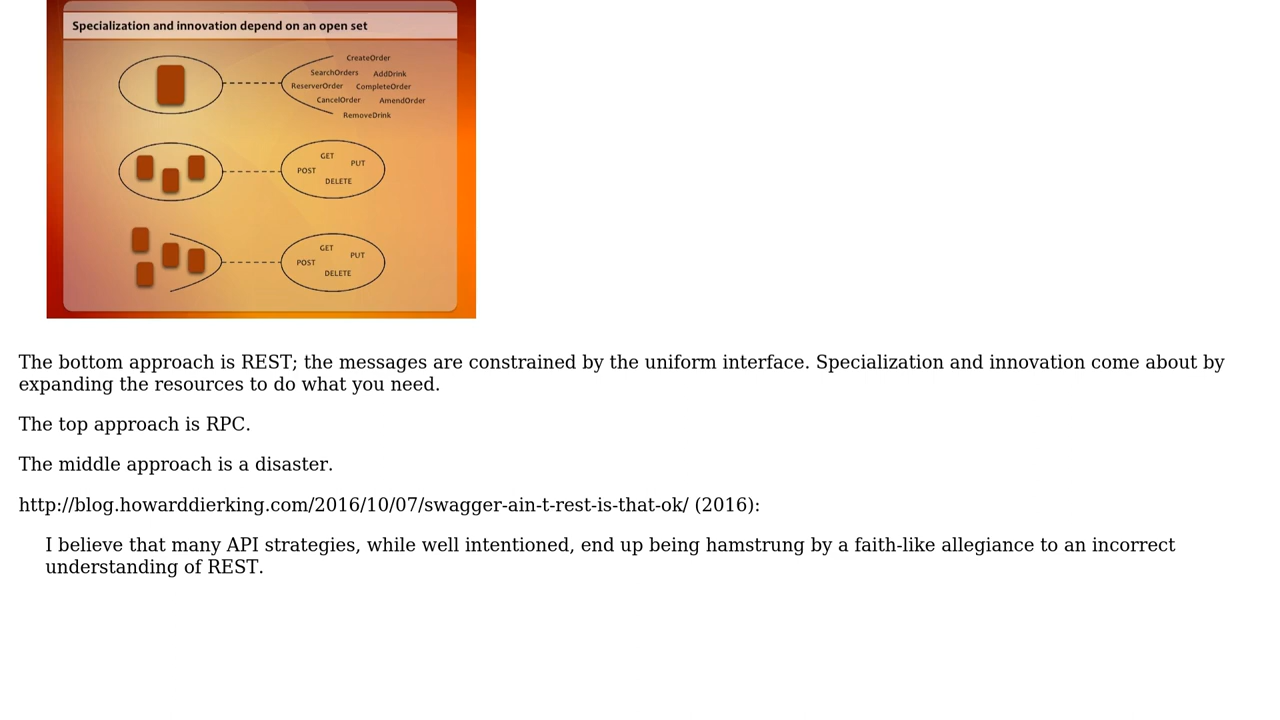 Specialization and innovation depend on an open set
CreateOrder
SearchOrders AddDrink
ReserverOrder CompleteOrder
CancelOrder AmendOrder
RemoveDrink
GET
PUT
POST
DELETE
GET
PUT
POST
DELETE
The bottom approach is REST; the messages are constrained by the uniform interface. Specialization and innovation come about by
expanding the resources to do what you need.
The top approach is RPC.
The middle approach is a disaster.
http://blog.howarddierking.com/2016/10/07/swagger-ain-t-rest-is-that-ok/ (2016):
I believe that many API strategies, while well intentioned, end up being hamstrung by a faith-like allegiance to an incorrect
understanding of REST.